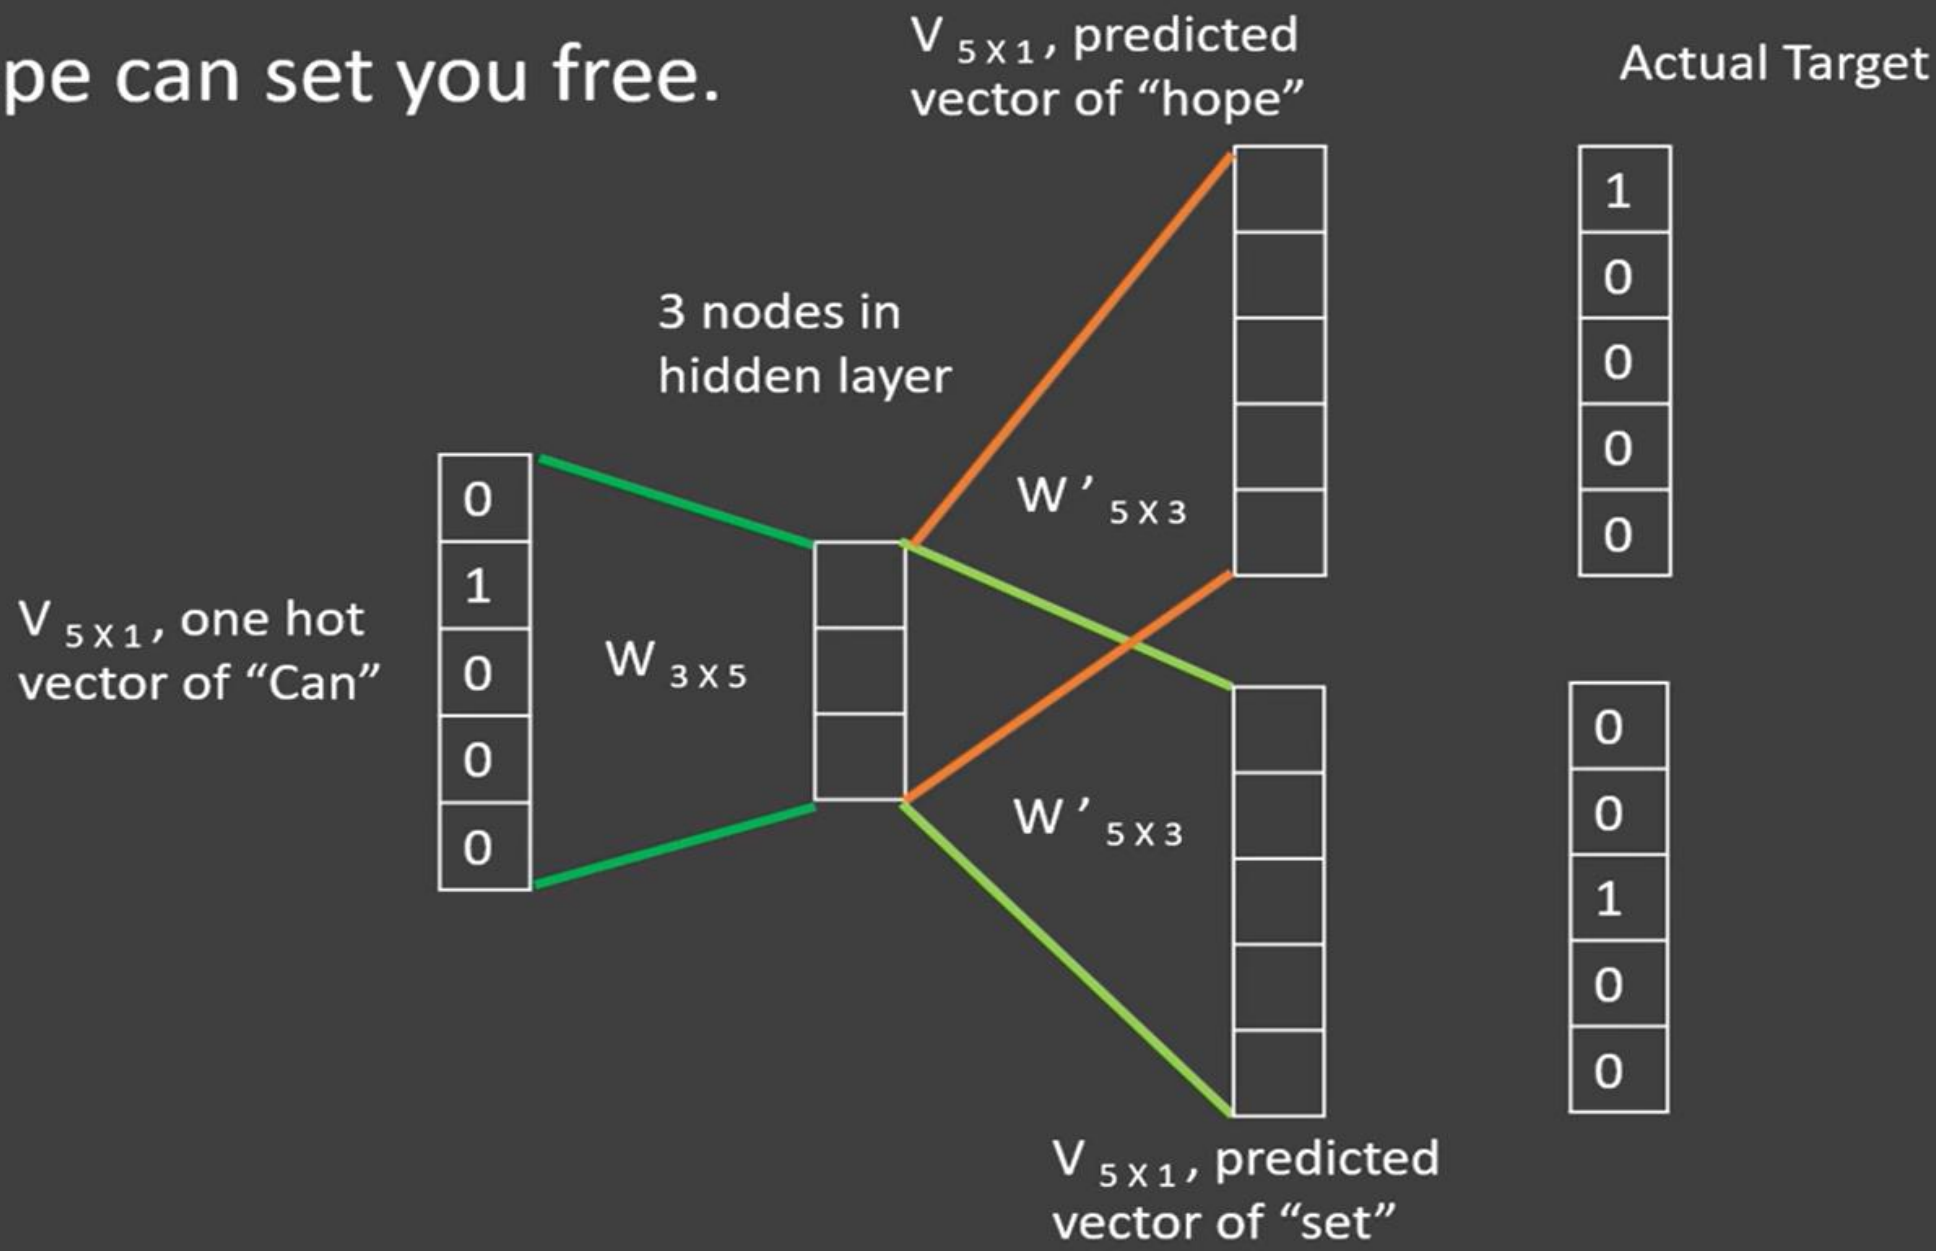 pe can set you free.
V 5 X 1, predicted
vector of “hope”
Actual Target
3 nodes in
hidden layer
V 5 X 1, one hot
vector of “Can”
0
1
0
0
0
W 3 X 5
W ’ 5 X 3
W ’ 5 X 3
1
0
0
0
0
0
0
1
0
0
V 5 X 1, predicted
vector of “set”